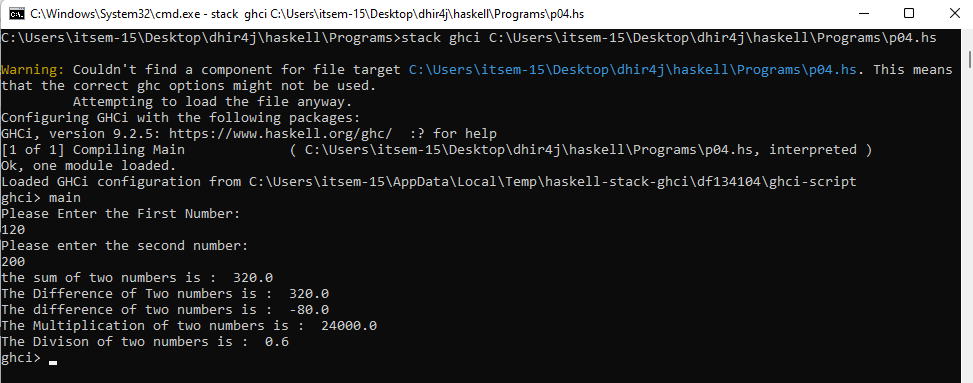 C:\Windows\System32\cmd.exe - stack ghci C:\Users\itsem-15\Desktop\dhir4j\haskell\Programs\p04.hs
C:\Users\itsem-15\Desktop\dhir4j\haskell\Programs>stack ghci C:\Users\itsem-15\Desktop\dhir4j\haskell\Programs\p04.hs
Warning: Couldn't find a component for file target C:\Users\itsem-15\Desktop\dhir4j\haskell\Programs\p04.hs. This means
that the correct ghc options might not be used.
Attempting to load the file anyway.
Configuring GHCi with the following packages:
GHCi, version 9.2.5: https://www.haskell.org/ghc/  :? for help
[1 of 1] Compiling Main             ( C:\Users\itsem-15\Desktop\dhir4j\haskell\Programs\p04.hs, interpreted )
Ok, one module loaded.
Loaded GHCi configuration from C:\Users\itsem-15\AppData\Local\Temp\haskell-stack-ghci\df134104\ghci-script
ghci> main
Please Enter the First Number:
120
Please enter the second number:
200
the sum of two numbers is :  320.0
The Difference of Two numbers is :  320.0
The difference of two numbers is :  -80.0
The Multiplication of two numbers is :  24000.0
The Divison of two numbers is :  0.6
ghci>